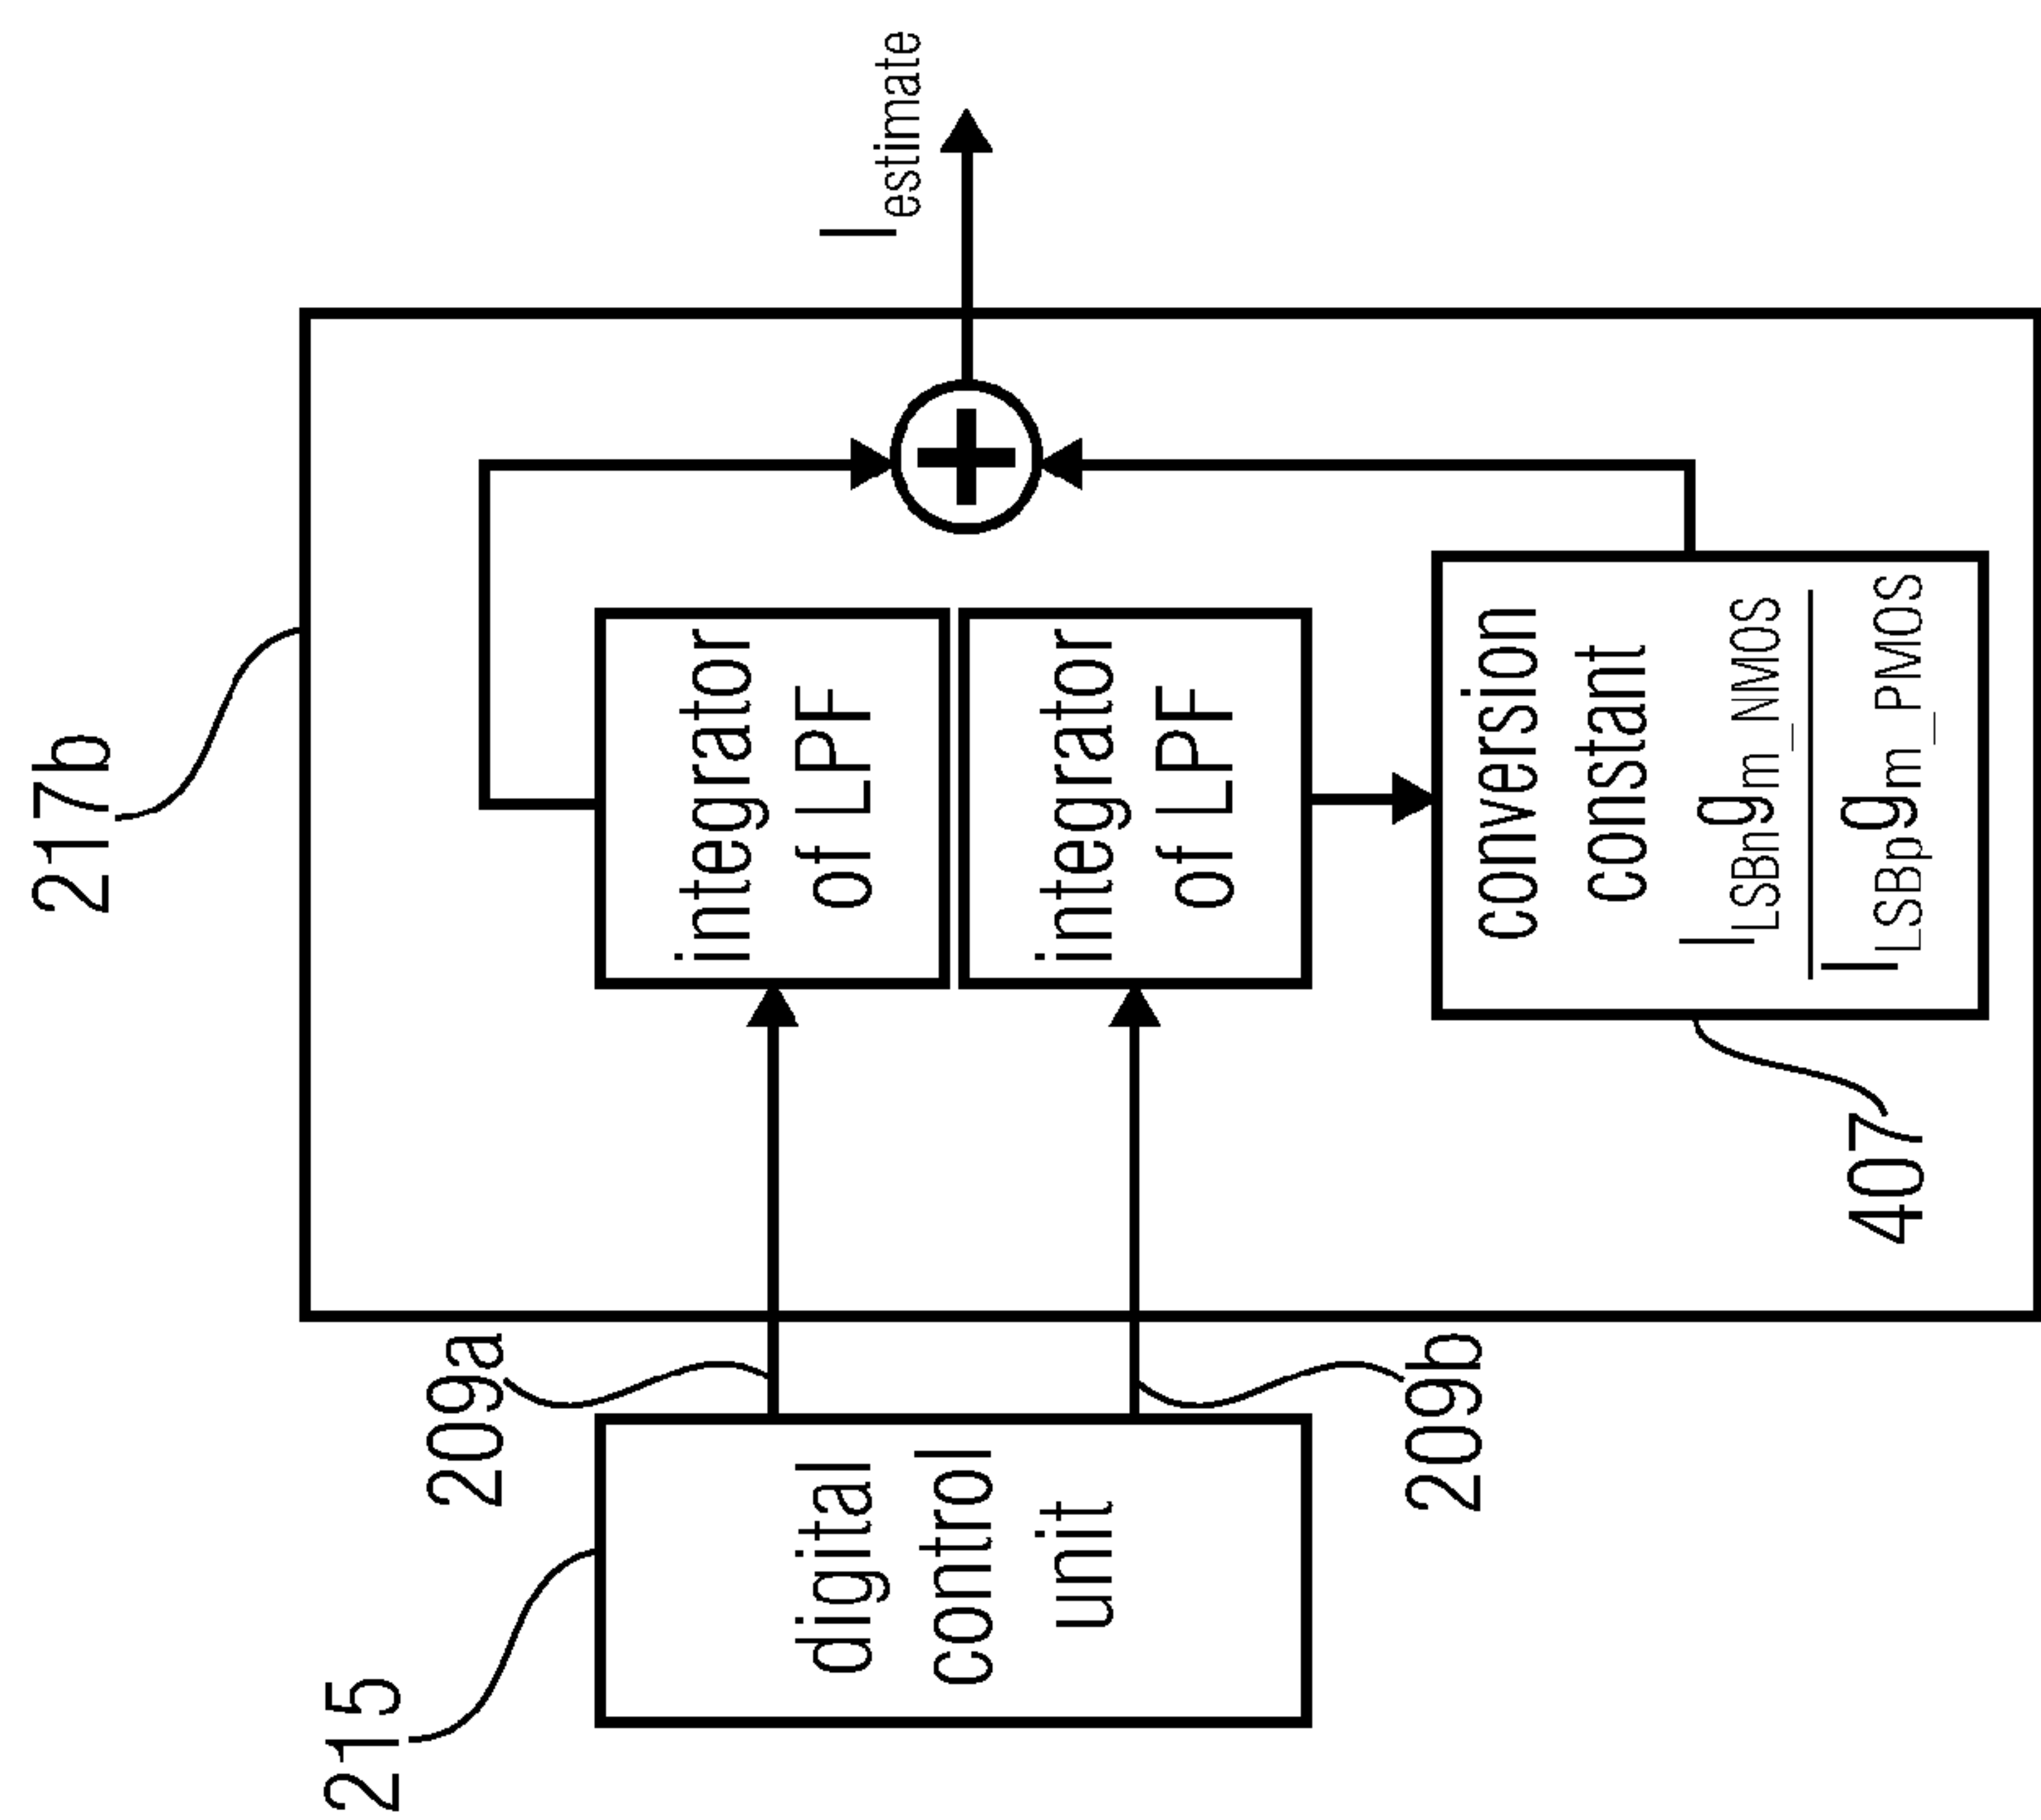 217b
215
digital
control
unit
209a
209b
integrator
of LPF
integrator
of LPF
conversion
constant
I_LSBn g_m_NMOS
I_LSBp g_m_PMOS
407
+
I_estimate